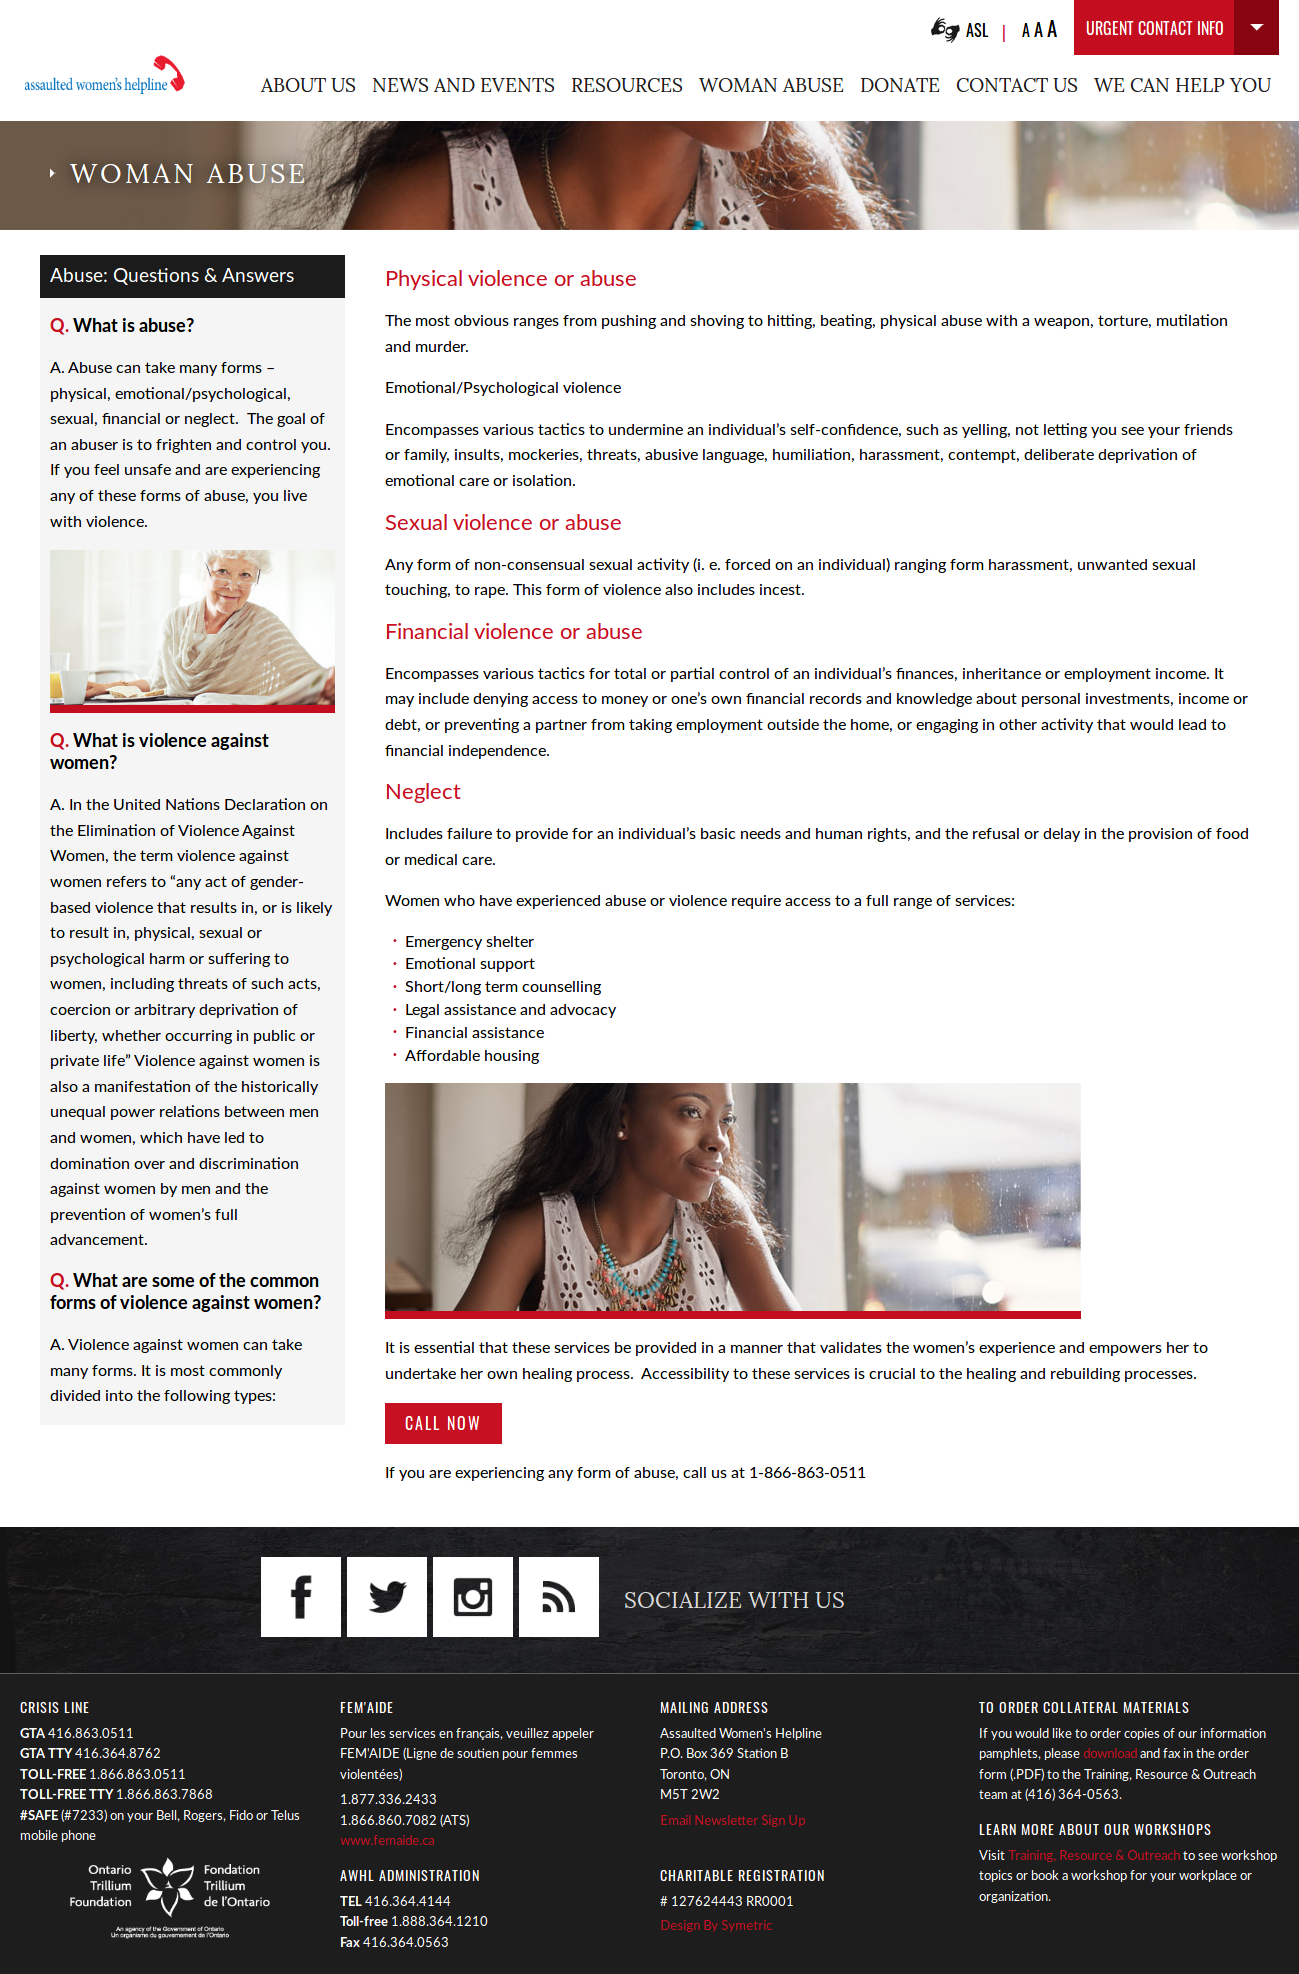 ASL | A A A
URGENT CONTACT INFO
assaulted women's helpline
ABOUT US NEWS AND EVENTS RESOURCES WOMAN ABUSE DONATE CONTACT US WE CAN HELP YOU
WOMAN ABUSE
Abuse: Questions & Answers
Q. What is abuse?
A. Abuse can take many forms –
physical, emotional/psychological,
sexual, financial or neglect.  The goal of
an abuser is to frighten and control you.
If you feel unsafe and are experiencing
any of these forms of abuse, you live
with violence.
Q. What is violence against
women?
A. In the United Nations Declaration on
the Elimination of Violence Against
Women, the term violence against
women refers to “any act of gender-
based violence that results in, or is likely
to result in, physical, sexual or
psychological harm or suffering to
women, including threats of such acts,
coercion or arbitrary deprivation of
liberty, whether occurring in public or
private life” Violence against women is
also a manifestation of the historically
unequal power relations between men
and women, which have led to
domination over and discrimination
against women by men and the
prevention of women’s full
advancement.
Q. What are some of the common
forms of violence against women?
A. Violence against women can take
many forms. It is most commonly
divided into the following types:
Physical violence or abuse
The most obvious ranges from pushing and shoving to hitting, beating, physical abuse with a weapon, torture, mutilation
and murder.
Emotional/Psychological violence
Encompasses various tactics to undermine an individual’s self-confidence, such as yelling, not letting you see your friends
or family, insults, mockeries, threats, abusive language, humiliation, harassment, contempt, deliberate deprivation of
emotional care or isolation.
Sexual violence or abuse
Any form of non-consensual sexual activity (i. e. forced on an individual) ranging form harassment, unwanted sexual
touching, to rape. This form of violence also includes incest.
Financial violence or abuse
Encompasses various tactics for total or partial control of an individual’s finances, inheritance or employment income. It
may include denying access to money or one’s own financial records and knowledge about personal investments, income or
debt, or preventing a partner from taking employment outside the home, or engaging in other activity that would lead to
financial independence.
Neglect
Includes failure to provide for an individual’s basic needs and human rights, and the refusal or delay in the provision of food
or medical care.
Women who have experienced abuse or violence require access to a full range of services:
· Emergency shelter
· Emotional support
· Short/long term counselling
· Legal assistance and advocacy
· Financial assistance
· Affordable housing
It is essential that these services be provided in a manner that validates the women’s experience and empowers her to
undertake her own healing process.  Accessibility to these services is crucial to the healing and rebuilding processes.
CALL NOW
If you are experiencing any form of abuse, call us at 1-866-863-0511
SOCIALIZE WITH US
CRISIS LINE
GTA 416.863.0511
GTA TTY 416.364.8762
TOLL-FREE 1.866.863.0511
TOLL-FREE TTY 1.866.863.7868
#SAFE (#7233) on your Bell, Rogers, Fido or Telus
mobile phone
Ontario
Trillium
Foundation
Fondation
Trillium
de l'Ontario
An agency of the Government of Ontario
Un organisme du gouvernement de l'Ontario
FEM'AIDE
Pour les services en français, veuillez appeler
FEM'AIDE (Ligne de soutien pour femmes
violentées)
1.877.336.2433
1.866.860.7082 (ATS)
www.femaide.ca
AWHL ADMINISTRATION
TEL 416.364.4144
Toll-free 1.888.364.1210
Fax 416.364.0563
MAILING ADDRESS
Assaulted Women's Helpline
P.O. Box 369 Station B
Toronto, ON
M5T 2W2
Email Newsletter Sign Up
CHARITABLE REGISTRATION
# 127624443 RR0001
Design By Symetric
TO ORDER COLLATERAL MATERIALS
If you would like to order copies of our information
pamphlets, please download and fax in the order
form (.PDF) to the Training, Resource & Outreach
team at (416) 364-0563.
LEARN MORE ABOUT OUR WORKSHOPS
Visit Training, Resource & Outreach to see workshop
topics or book a workshop for your workplace or
organization.